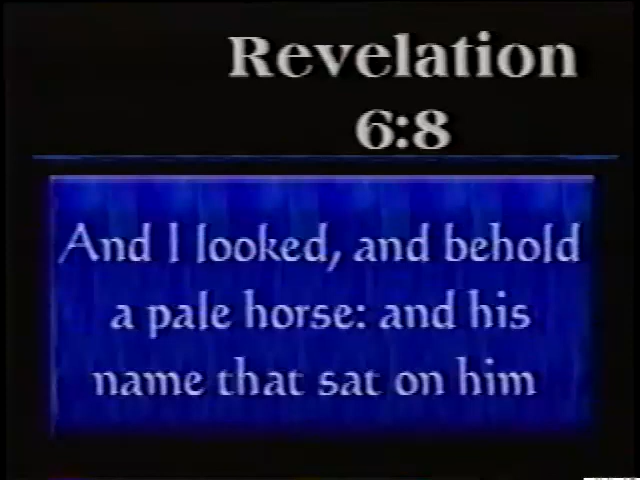 Revelation
6:8
And I looked, and behold
a pale horse: and his
name that sat on him